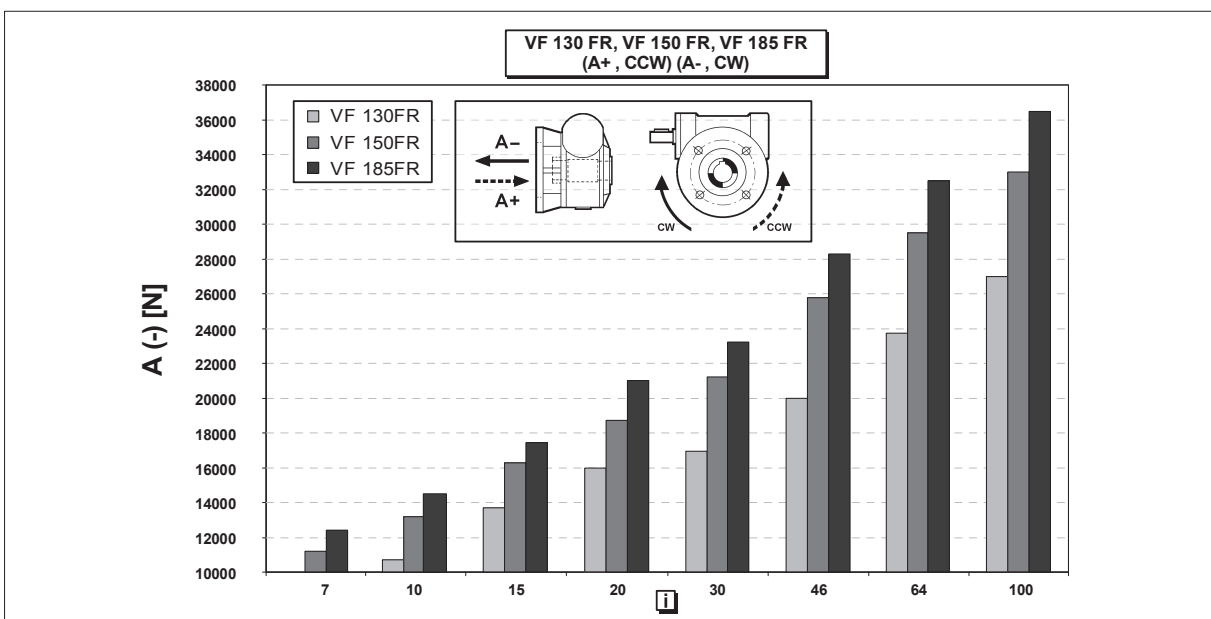 VF 130 FR, VF 150 FR, VF 185 FR
(A+ , CCW) (A- , CW)
38000
36000
34000
32000
30000
28000
26000
24000
22000
20000
18000
16000
14000
12000
10000
A (-) [N]
VF 130FR
VF 150FR
VF 185FR
A−
A+
CW
CCW
7 10 15 20 30 46 64 100
i